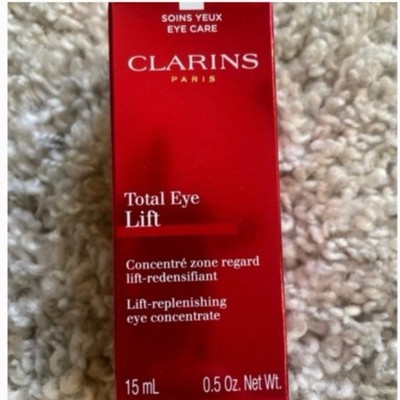 SOINS YEUX
EYE CARE
CLARINS
PARIS
Total Eye
Lift
Concentré zone regard
lift-redensifiant
Lift-replenishing
eye concentrate
15 mL 0.5 Oz. Net Wt.